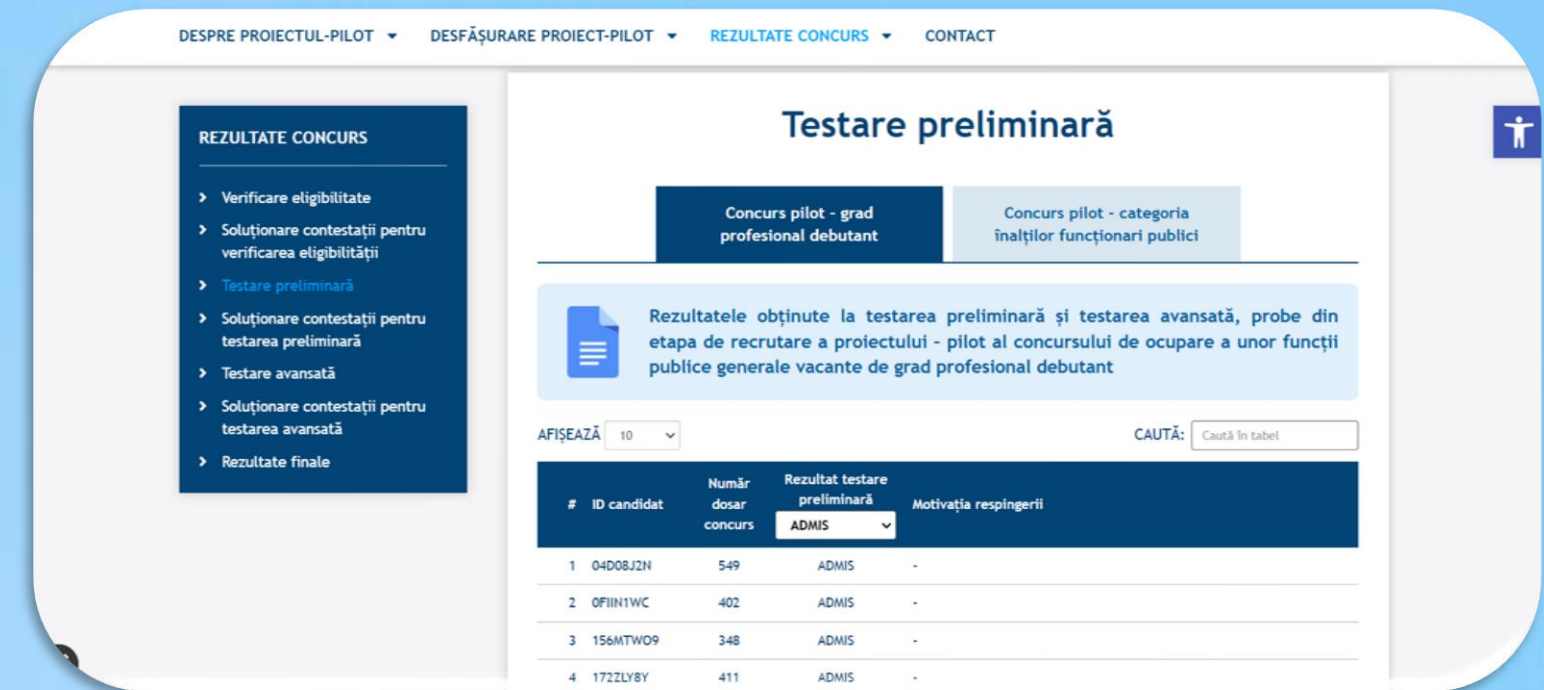 DESPRE PROIECTUL-PILOT DESFĂȘURARE PROIECT-PILOT REZULTATE CONCURS CONTACT
REZULTATE CONCURS
Verificare eligibilitate
Soluționare contestații pentru
verificarea eligibilității
Testare preliminară
Soluționare contestații pentru
testarea preliminară
Testare avansată
Soluționare contestații pentru
testarea avansată
Rezultate finale
Testare preliminară
Concurs pilot - grad
profesional debutant
Concurs pilot - categoria
înalților funcționari publici
Rezultatele obținute la testarea preliminară și testarea avansată, probe din
etapa de recrutare a proiectului - pilot al concursului de ocupare a unor funcții
publice generale vacante de grad profesional debutant
AFIȘEAZĂ 10
CAUTĂ: Caută în tabel
# ID candidat
Număr
dosar
concurs
Rezultat testare
preliminară
ADMIS
Motivația respingerii
1 04D08J2N 549 ADMIS -
2 0FIIN1WC 402 ADMIS -
3 156MTWO9 348 ADMIS -
4 172ZLY8Y 411 ADMIS -